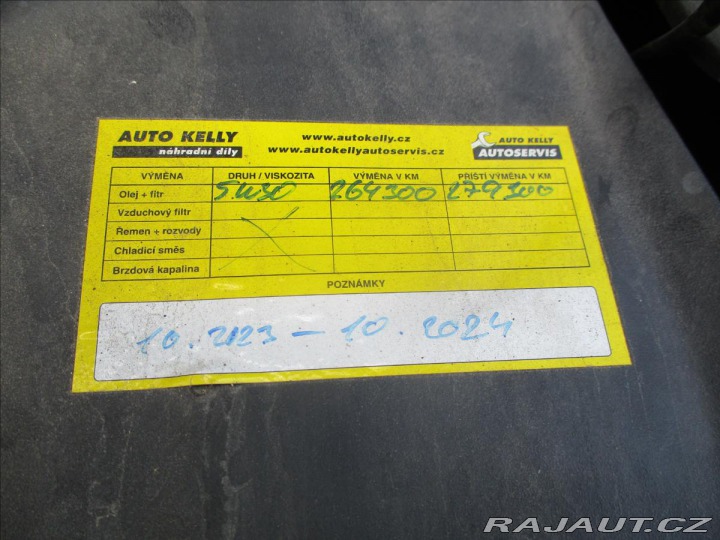 AUTO KELLY
náhradní díly
www.autokelly.cz
www.autokellyautoservis.cz
AUTO KELLY
AUTOSERVIS
VÝMĚNA DRUH / VISKOZITA VÝMĚNA V KM PŘÍŠTÍ VÝMĚNA V KM
Olej + fitr 5W30 264300 279300
Vzduchový filtr
Řemen + rozvody
Chladicí směs
Brzdová kapalina
POZNÁMKY
10. 2123 - 10. 2024
RAJAUT.CZ